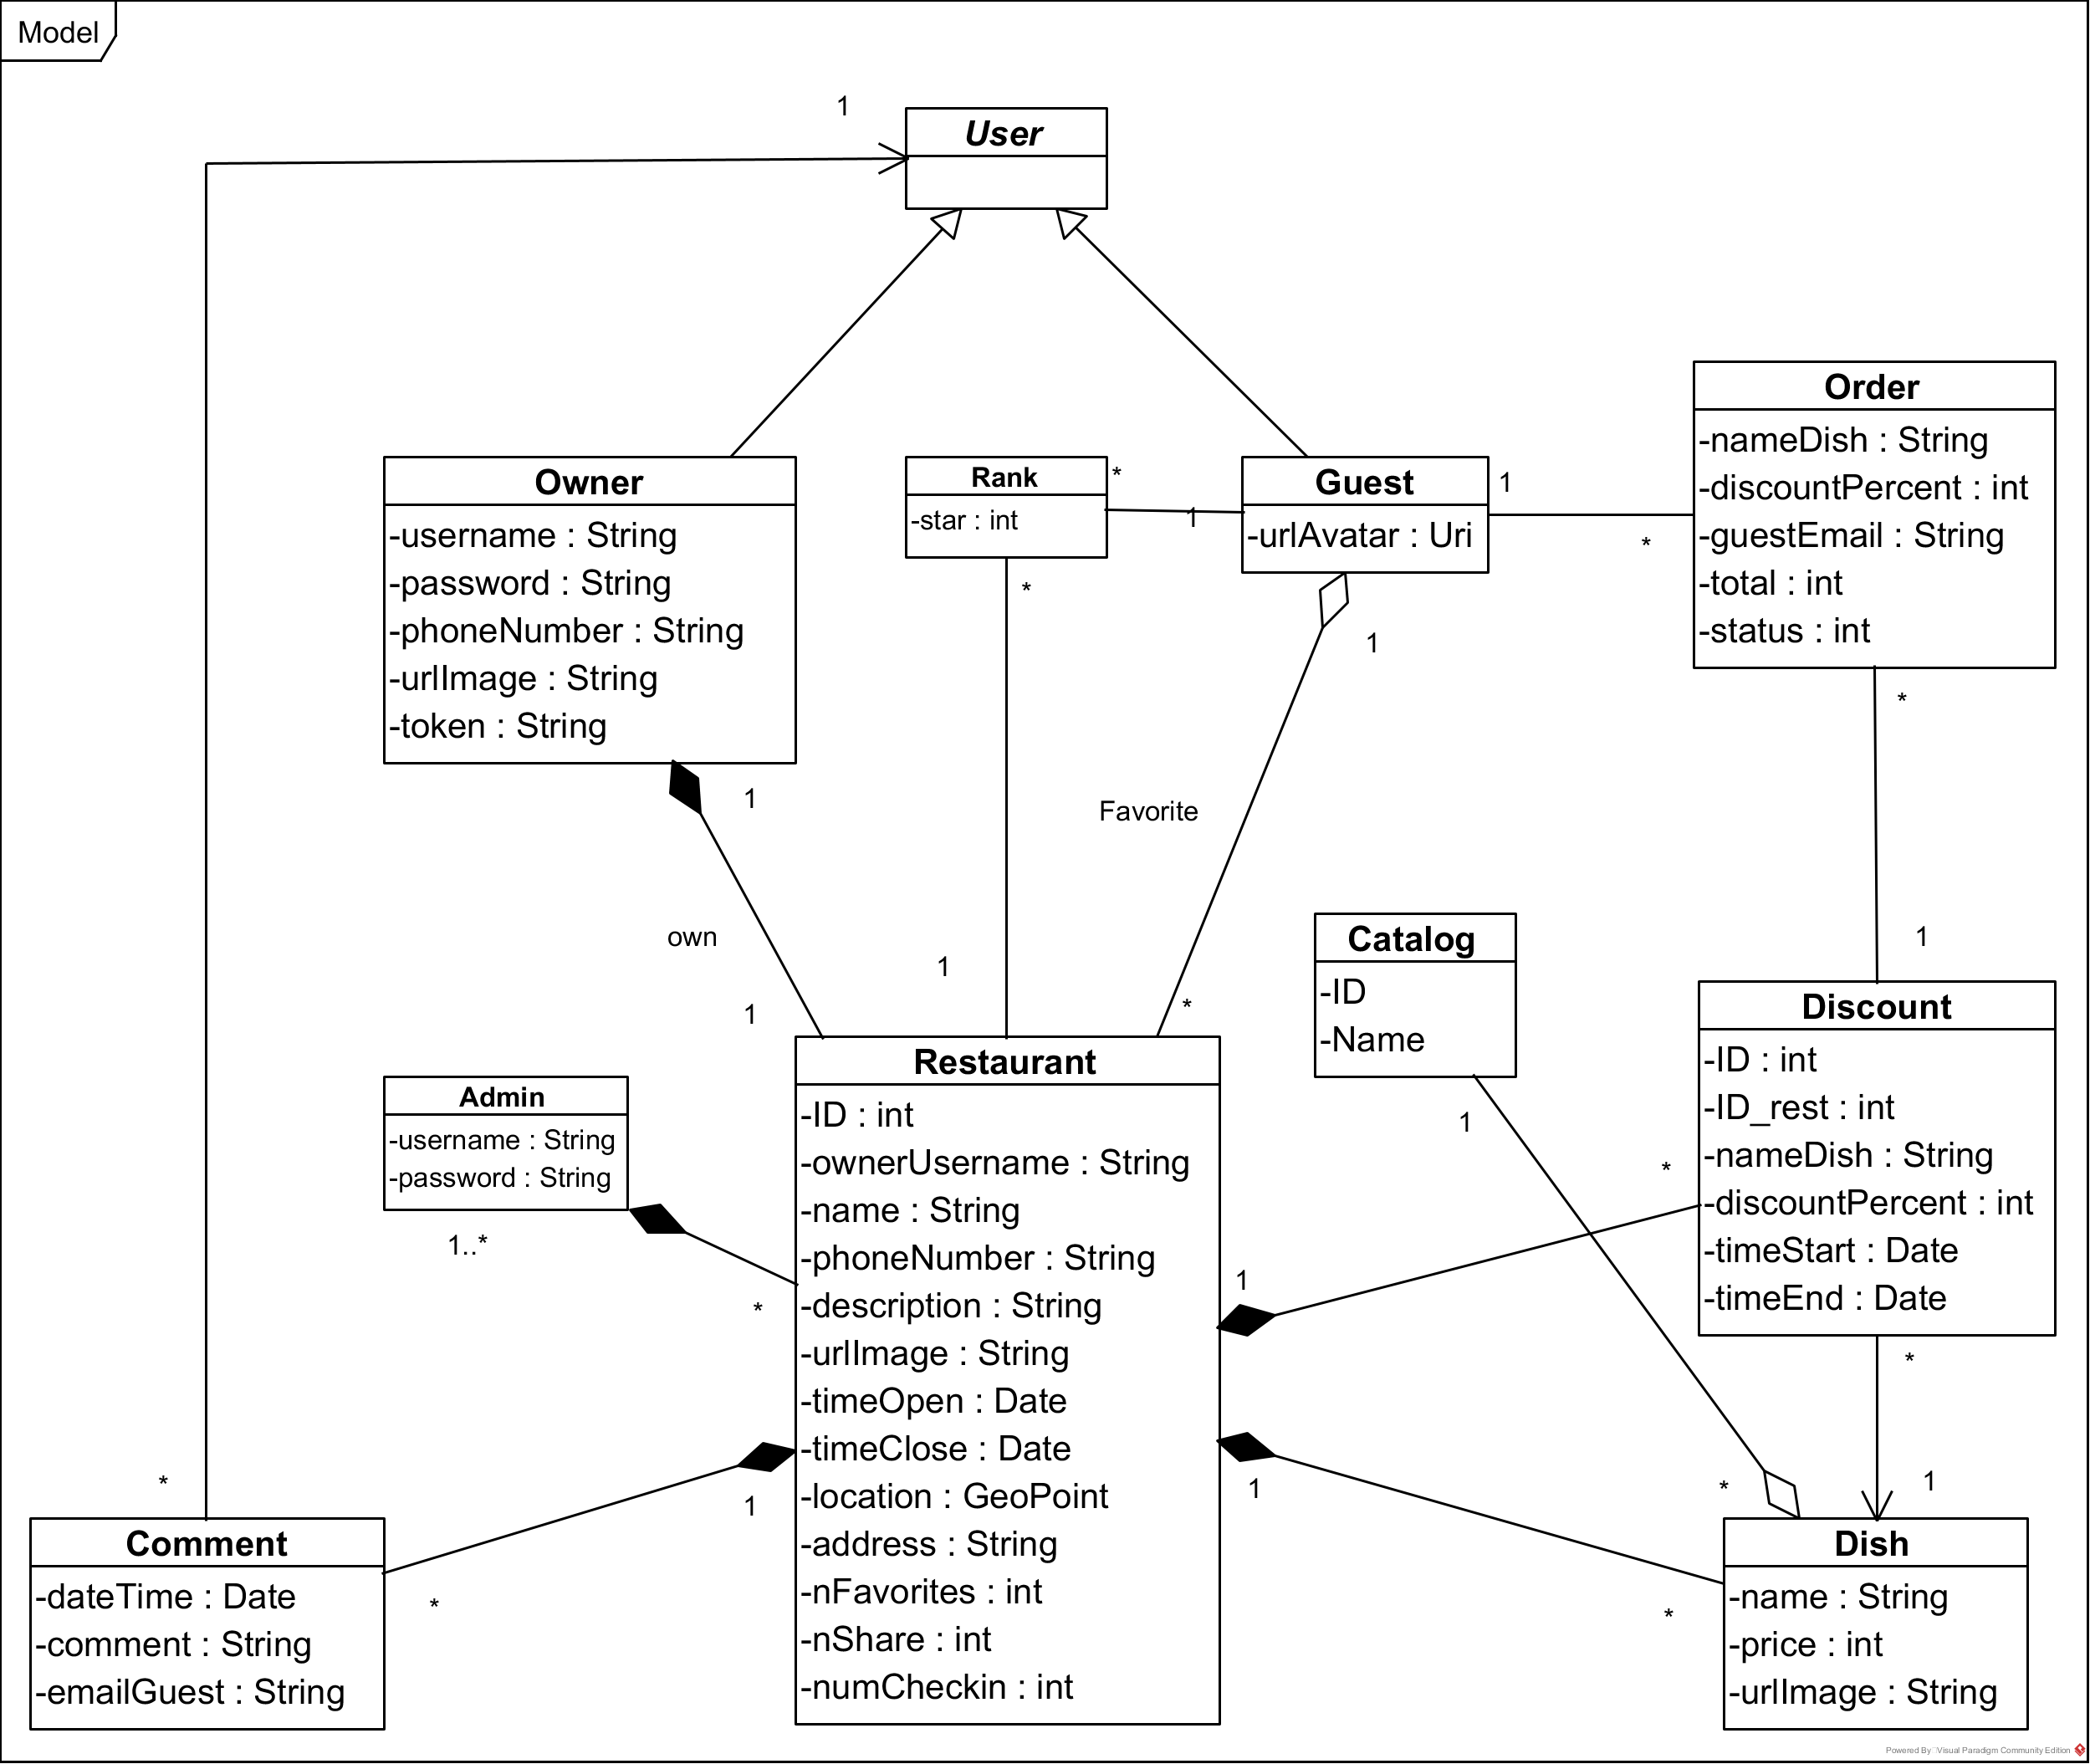 Model
1
User
Owner
-username : String
-password : String
-phoneNumber : String
-urlImage : String
-token : String
Rank
-star : int
*
1
*
Guest
-urlAvatar : Uri
1
*
1
Order
-nameDish : String
-discountPercent : int
-guestEmail : String
-total : int
-status : int
*
1
own
1
1
Favorite
*
1
Catalog
-ID
-Name
1
Discount
-ID : int
-ID_rest : int
-nameDish : String
-discountPercent : int
-timeStart : Date
-timeEnd : Date
*
*
1
Admin
-username : String
-password : String
1..*
*
Restaurant
-ID : int
-ownerUsername : String
-name : String
-phoneNumber : String
-description : String
-urlImage : String
-timeOpen : Date
-timeClose : Date
-location : GeoPoint
-address : String
-nFavorites : int
-nShare : int
-numCheckin : int
1
1
*
*
1
*
1
*
Comment
-dateTime : Date
-comment : String
-emailGuest : String
Dish
-name : String
-price : int
-urlImage : String
Powered By Visual Paradigm Community Edition